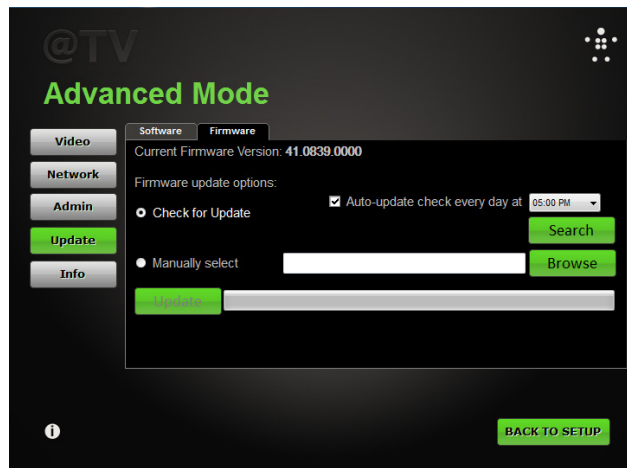 @TV
Advanced Mode
Video
Network
Admin
Update
Info
Software Firmware
Current Firmware Version: 41.0839.0000
Firmware update options:
Check for Update
Auto-update check every day at 05:00 PM
Search
Manually select
Browse
Update
i
BACK TO SETUP